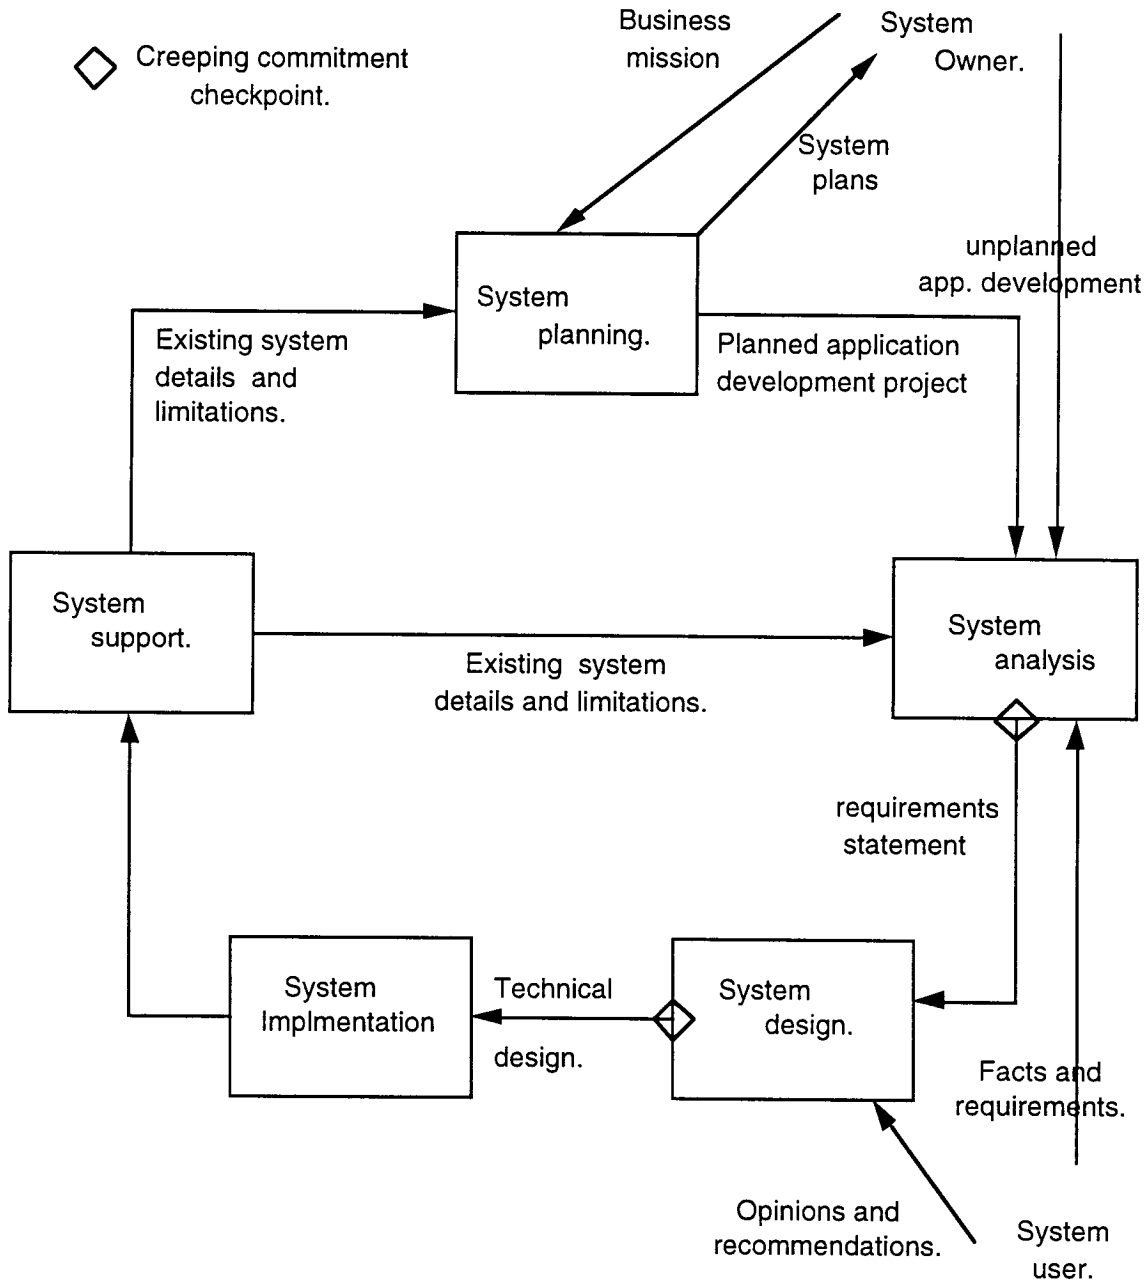 Creeping commitment
checkpoint.
Business
mission
System
Owner.
System
plans
unplanned
app. development
System
planning.
Existing system
details and
limitations.
Planned application
development project
System
support.
System
analysis
Existing system
details and limitations.
requirements
statement
System
Implmentation
Technical
design.
System
design.
Facts and
requirements.
Opinions and
recommendations.
System
user.